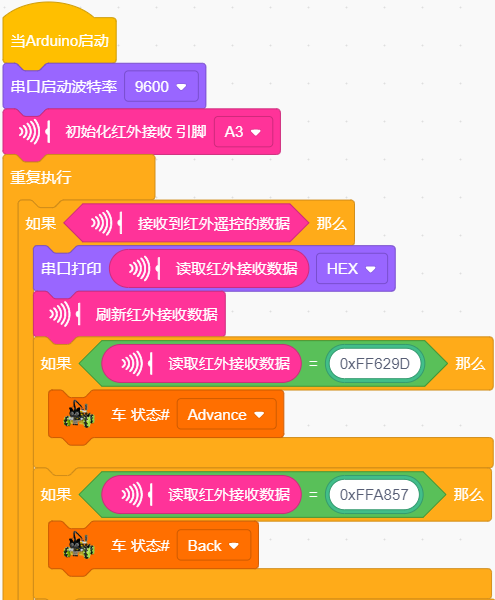 当Arduino启动
串口启动波特率 9600
初始化红外接收 引脚 A3
重复执行
如果 接收到红外遥控的数据 那么
串口打印 读取红外接收数据 HEX
刷新红外接收数据
如果 读取红外接收数据 = 0xFF629D 那么
车 状态# Advance
如果 读取红外接收数据 = 0xFFA857 那么
车 状态# Back